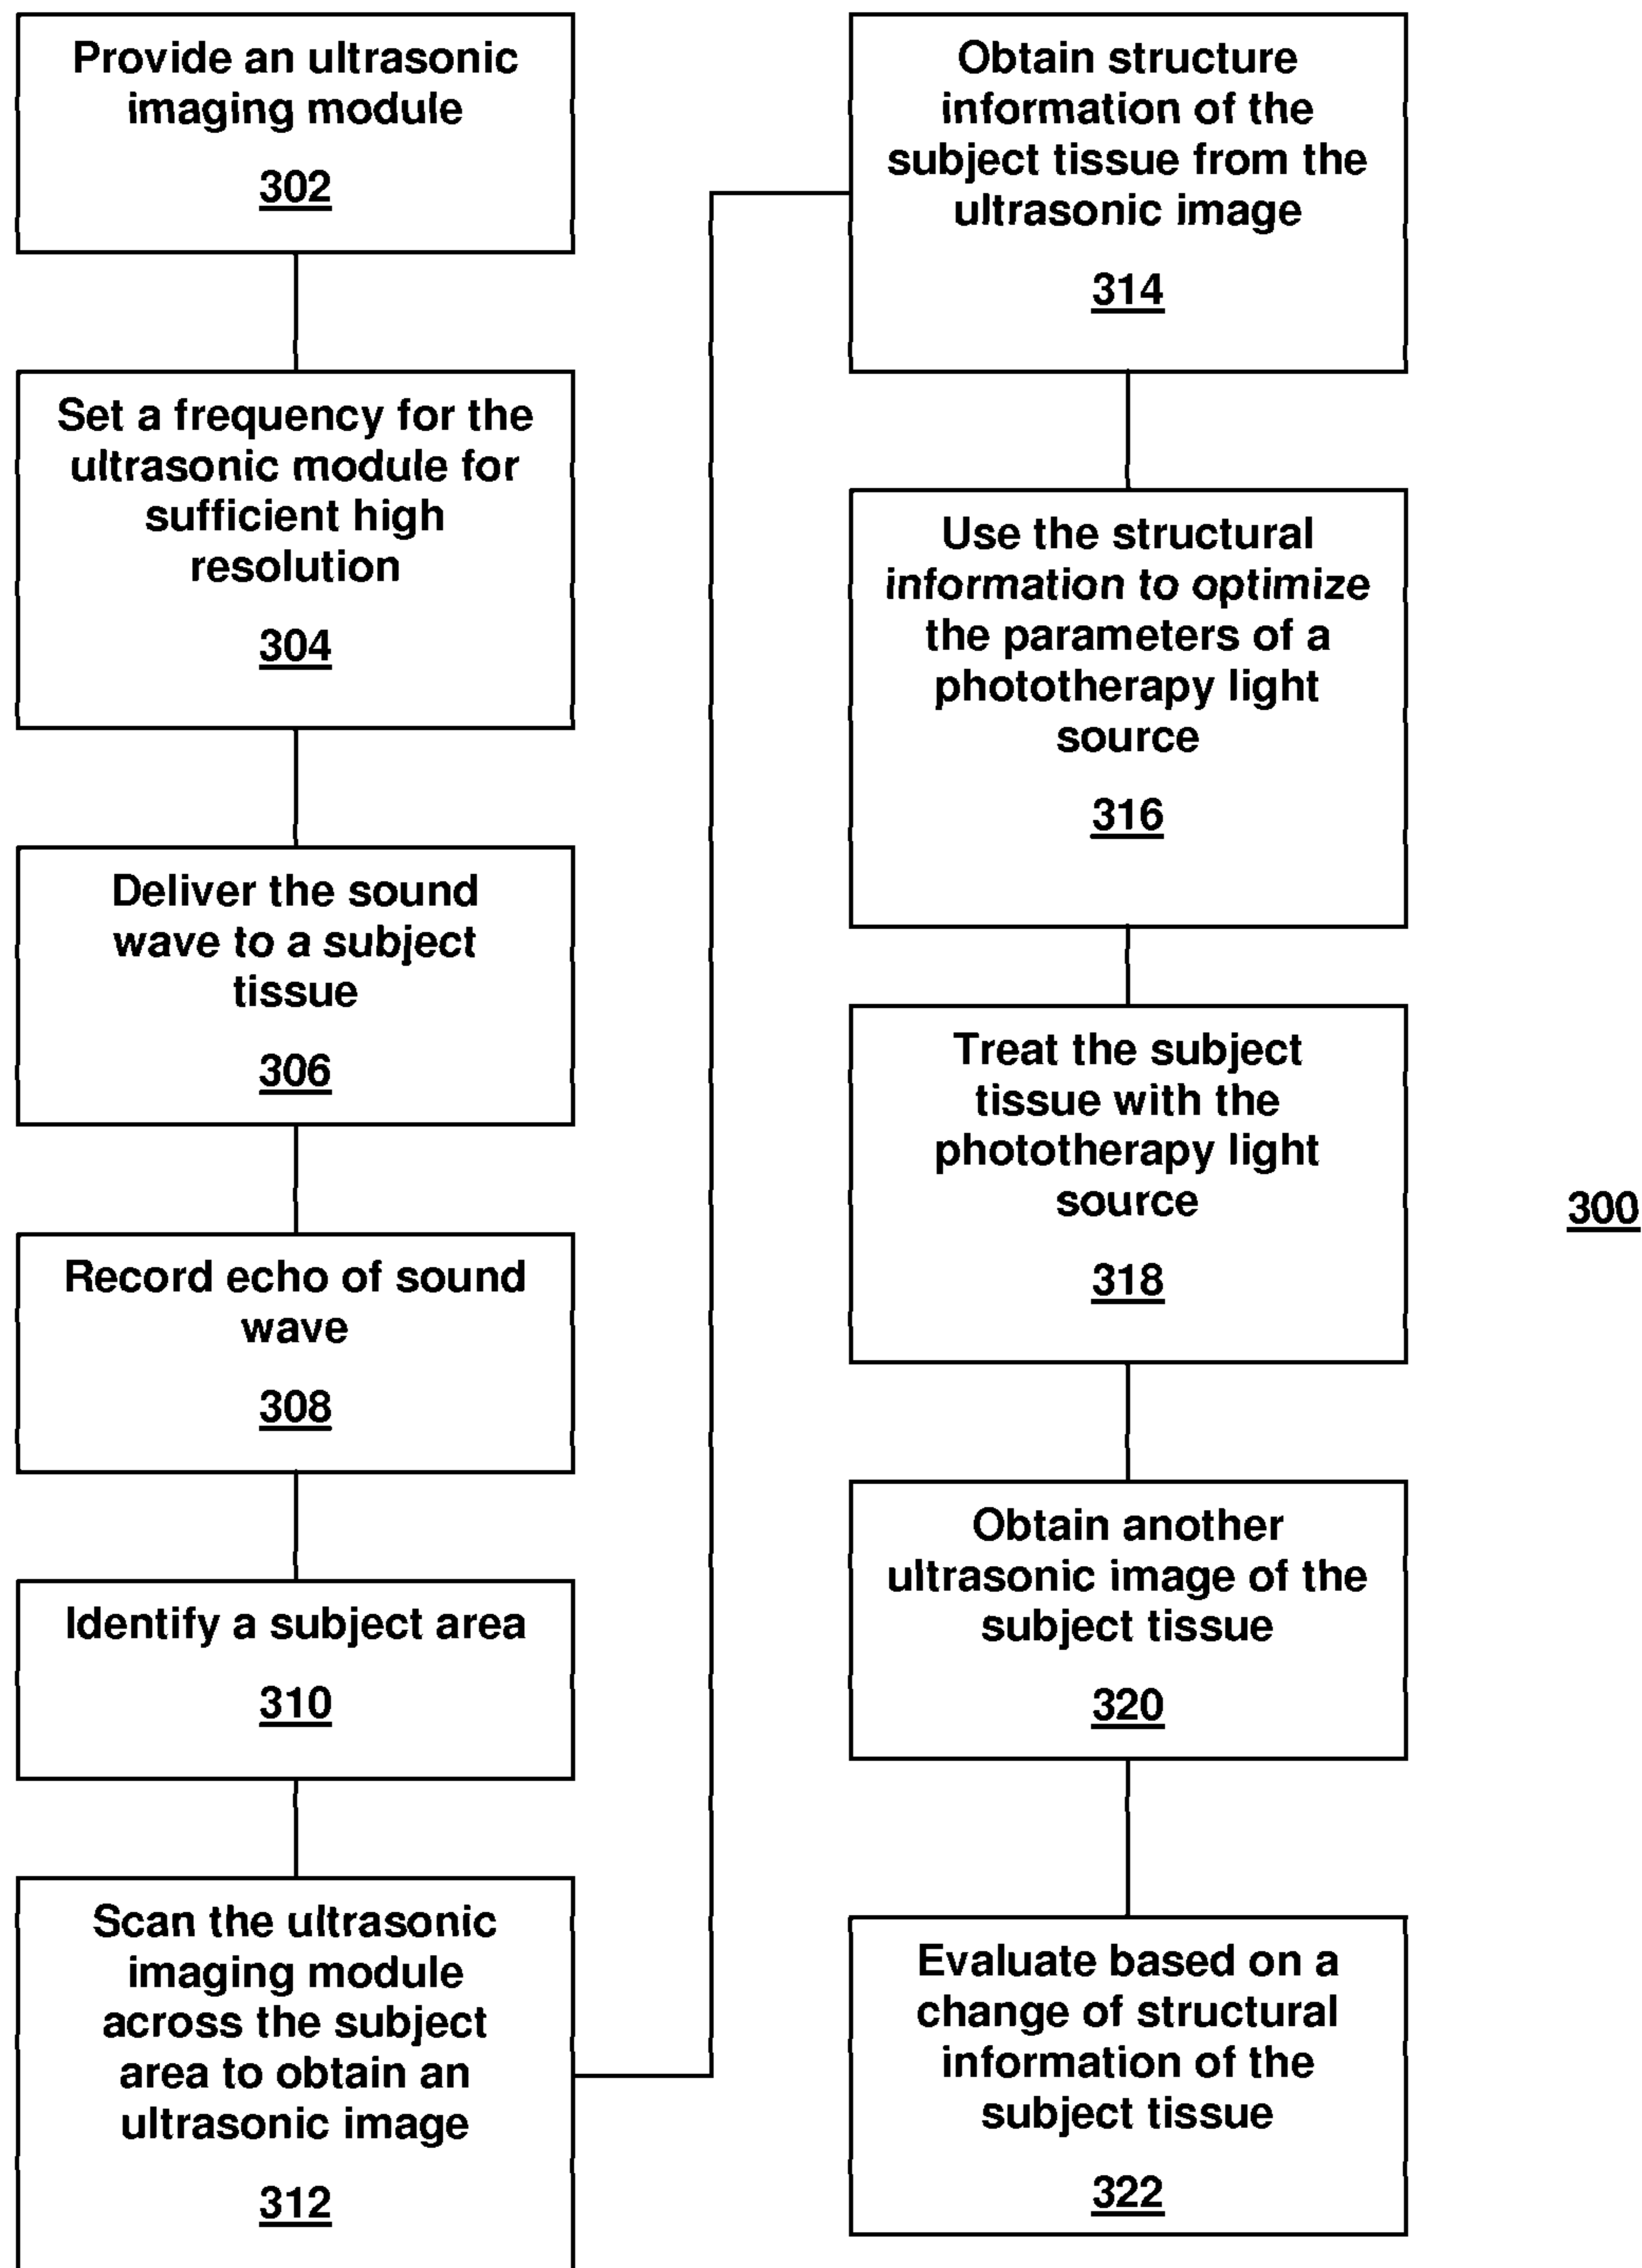 Provide an ultrasonic
imaging module
302
Set a frequency for the
ultrasonic module for
sufficient high
resolution
304
Deliver the sound
wave to a subject
tissue
306
Record echo of sound
wave
308
Identify a subject area
310
Scan the ultrasonic
imaging module
across the subject
area to obtain an
ultrasonic image
312
Obtain structure
information of the
subject tissue from the
ultrasonic image
314
Use the structural
information to optimize
the parameters of a
phototherapy light
source
316
Treat the subject
tissue with the
phototherapy light
source
318
Obtain another
ultrasonic image of the
subject tissue
320
Evaluate based on a
change of structural
information of the
subject tissue
322
300